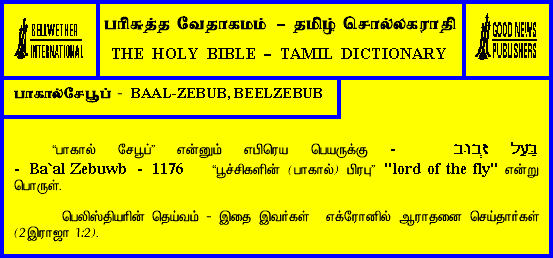 BELLWETHER
INTERNATIONAL
பரிசுத்த வேதாகமம் – தமிழ் சொல்லகராதி
THE HOLY BIBLE – TAMIL DICTIONARY
GOOD NEWS
PUBLISHERS
பாகால்சேபூப் - BAAL-ZEBUB, BEELZEBUB
“பாகால் சேபூப்” என்னும் எபிரெய பெயருக்கு - בַּעַל זְבוּב
- Ba`al Zebuwb - 1176 “பூச்சிகளின் (பாகால்) பிரபு” "lord of the fly" என்று
பொருள்.
பெலிஸ்தியரின் தெய்வம் – இதை இவர்கள் எக்ரோனில் ஆராதனை செய்தார்கள்
(2இராஜா 1:2).